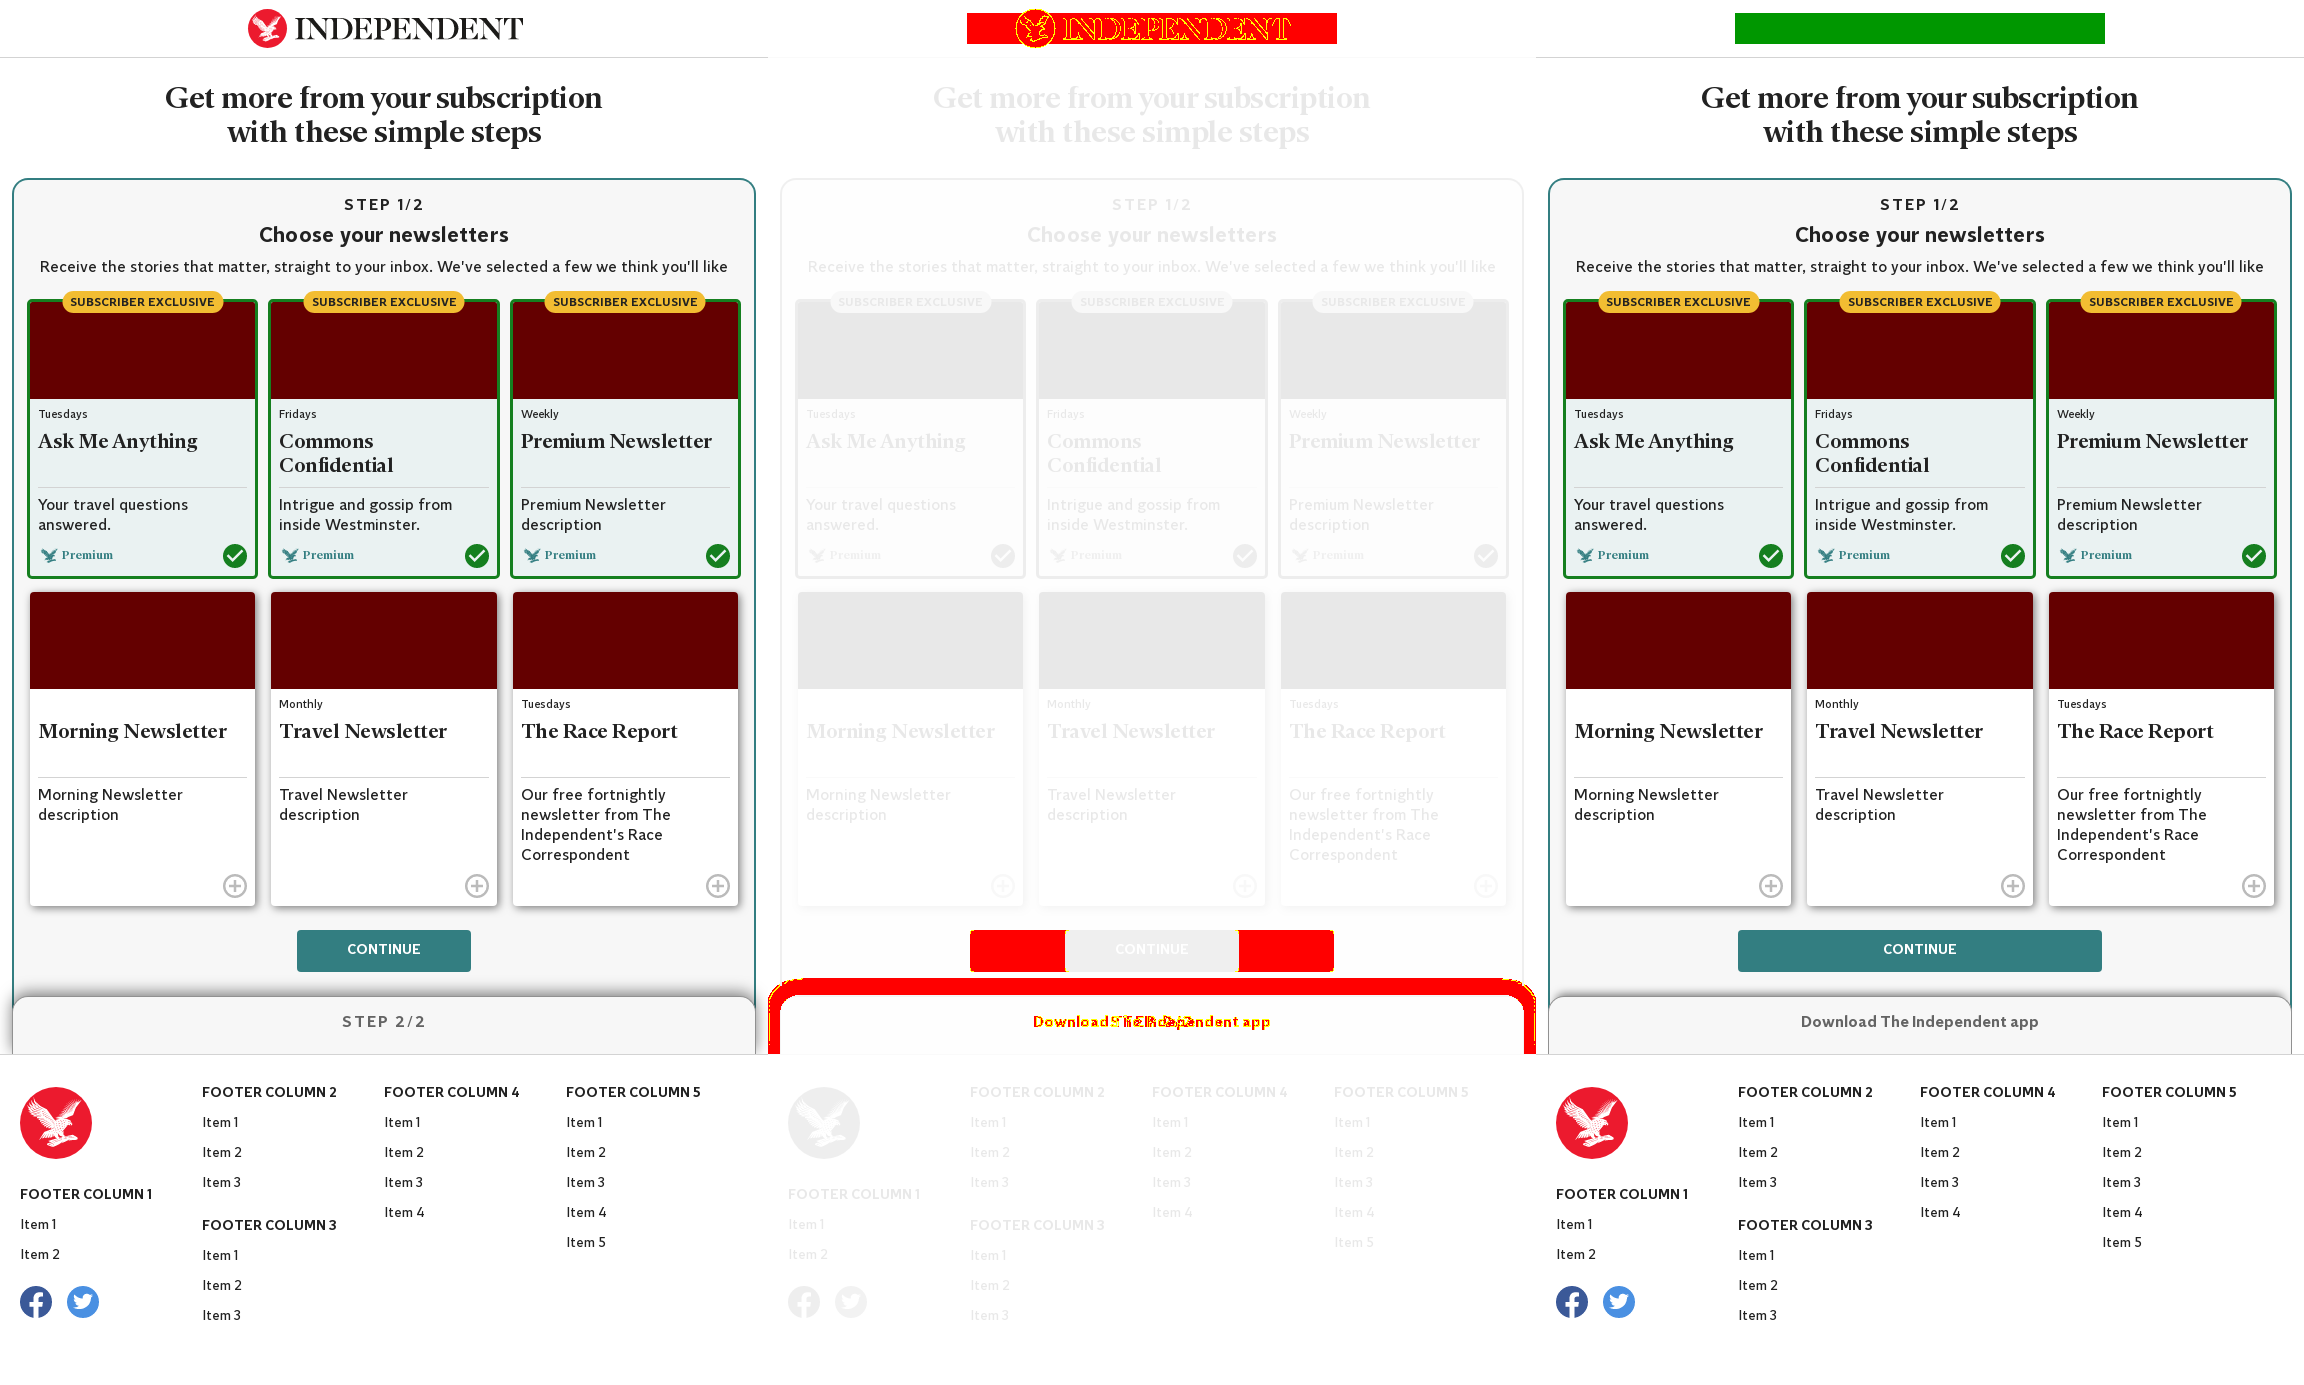 INDEPENDENT
Get more from your subscription
with these simple steps
STEP 1/2
Choose your newsletters
Receive the stories that matter, straight to your inbox. We've selected a few we think you'll like
SUBSCRIBER EXCLUSIVE
Tuesdays
Ask Me Anything
Your travel questions
answered.
Premium
SUBSCRIBER EXCLUSIVE
Fridays
Commons
Confidential
Intrigue and gossip from
inside Westminster.
Premium
SUBSCRIBER EXCLUSIVE
Weekly
Premium Newsletter
Premium Newsletter
description
Premium
Morning Newsletter
Morning Newsletter
description
Monthly
Travel Newsletter
Travel Newsletter
description
Tuesdays
The Race Report
Our free fortnightly
newsletter from The
Independent's Race
Correspondent
CONTINUE
STEP 2/2
FOOTER COLUMN 1
Item 1
Item 2
FOOTER COLUMN 2
Item 1
Item 2
Item 3
FOOTER COLUMN 3
Item 1
Item 2
Item 3
FOOTER COLUMN 4
Item 1
Item 2
Item 3
Item 4
FOOTER COLUMN 5
Item 1
Item 2
Item 3
Item 4
Item 5
INDEPENDENT
Get more from your subscription
with these simple steps
STEP 1/2
Choose your newsletters
Receive the stories that matter, straight to your inbox. We've selected a few we think you'll like
SUBSCRIBER EXCLUSIVE
Tuesdays
Ask Me Anything
Your travel questions
answered.
Premium
SUBSCRIBER EXCLUSIVE
Fridays
Commons
Confidential
Intrigue and gossip from
inside Westminster.
Premium
SUBSCRIBER EXCLUSIVE
Weekly
Premium Newsletter
Premium Newsletter
description
Premium
Morning Newsletter
Morning Newsletter
description
Monthly
Travel Newsletter
Travel Newsletter
description
Tuesdays
The Race Report
Our free fortnightly
newsletter from The
Independent's Race
Correspondent
CONTINUE
Download The Independent app
FOOTER COLUMN 1
Item 1
Item 2
FOOTER COLUMN 2
Item 1
Item 2
Item 3
FOOTER COLUMN 3
Item 1
Item 2
Item 3
FOOTER COLUMN 4
Item 1
Item 2
Item 3
Item 4
FOOTER COLUMN 5
Item 1
Item 2
Item 3
Item 4
Item 5
Get more from your subscription
with these simple steps
STEP 1/2
Choose your newsletters
Receive the stories that matter, straight to your inbox. We've selected a few we think you'll like
SUBSCRIBER EXCLUSIVE
Tuesdays
Ask Me Anything
Your travel questions
answered.
Premium
SUBSCRIBER EXCLUSIVE
Fridays
Commons
Confidential
Intrigue and gossip from
inside Westminster.
Premium
SUBSCRIBER EXCLUSIVE
Weekly
Premium Newsletter
Premium Newsletter
description
Premium
Morning Newsletter
Morning Newsletter
description
Monthly
Travel Newsletter
Travel Newsletter
description
Tuesdays
The Race Report
Our free fortnightly
newsletter from The
Independent's Race
Correspondent
CONTINUE
Download The Independent app
FOOTER COLUMN 1
Item 1
Item 2
FOOTER COLUMN 2
Item 1
Item 2
Item 3
FOOTER COLUMN 3
Item 1
Item 2
Item 3
FOOTER COLUMN 4
Item 1
Item 2
Item 3
Item 4
FOOTER COLUMN 5
Item 1
Item 2
Item 3
Item 4
Item 5